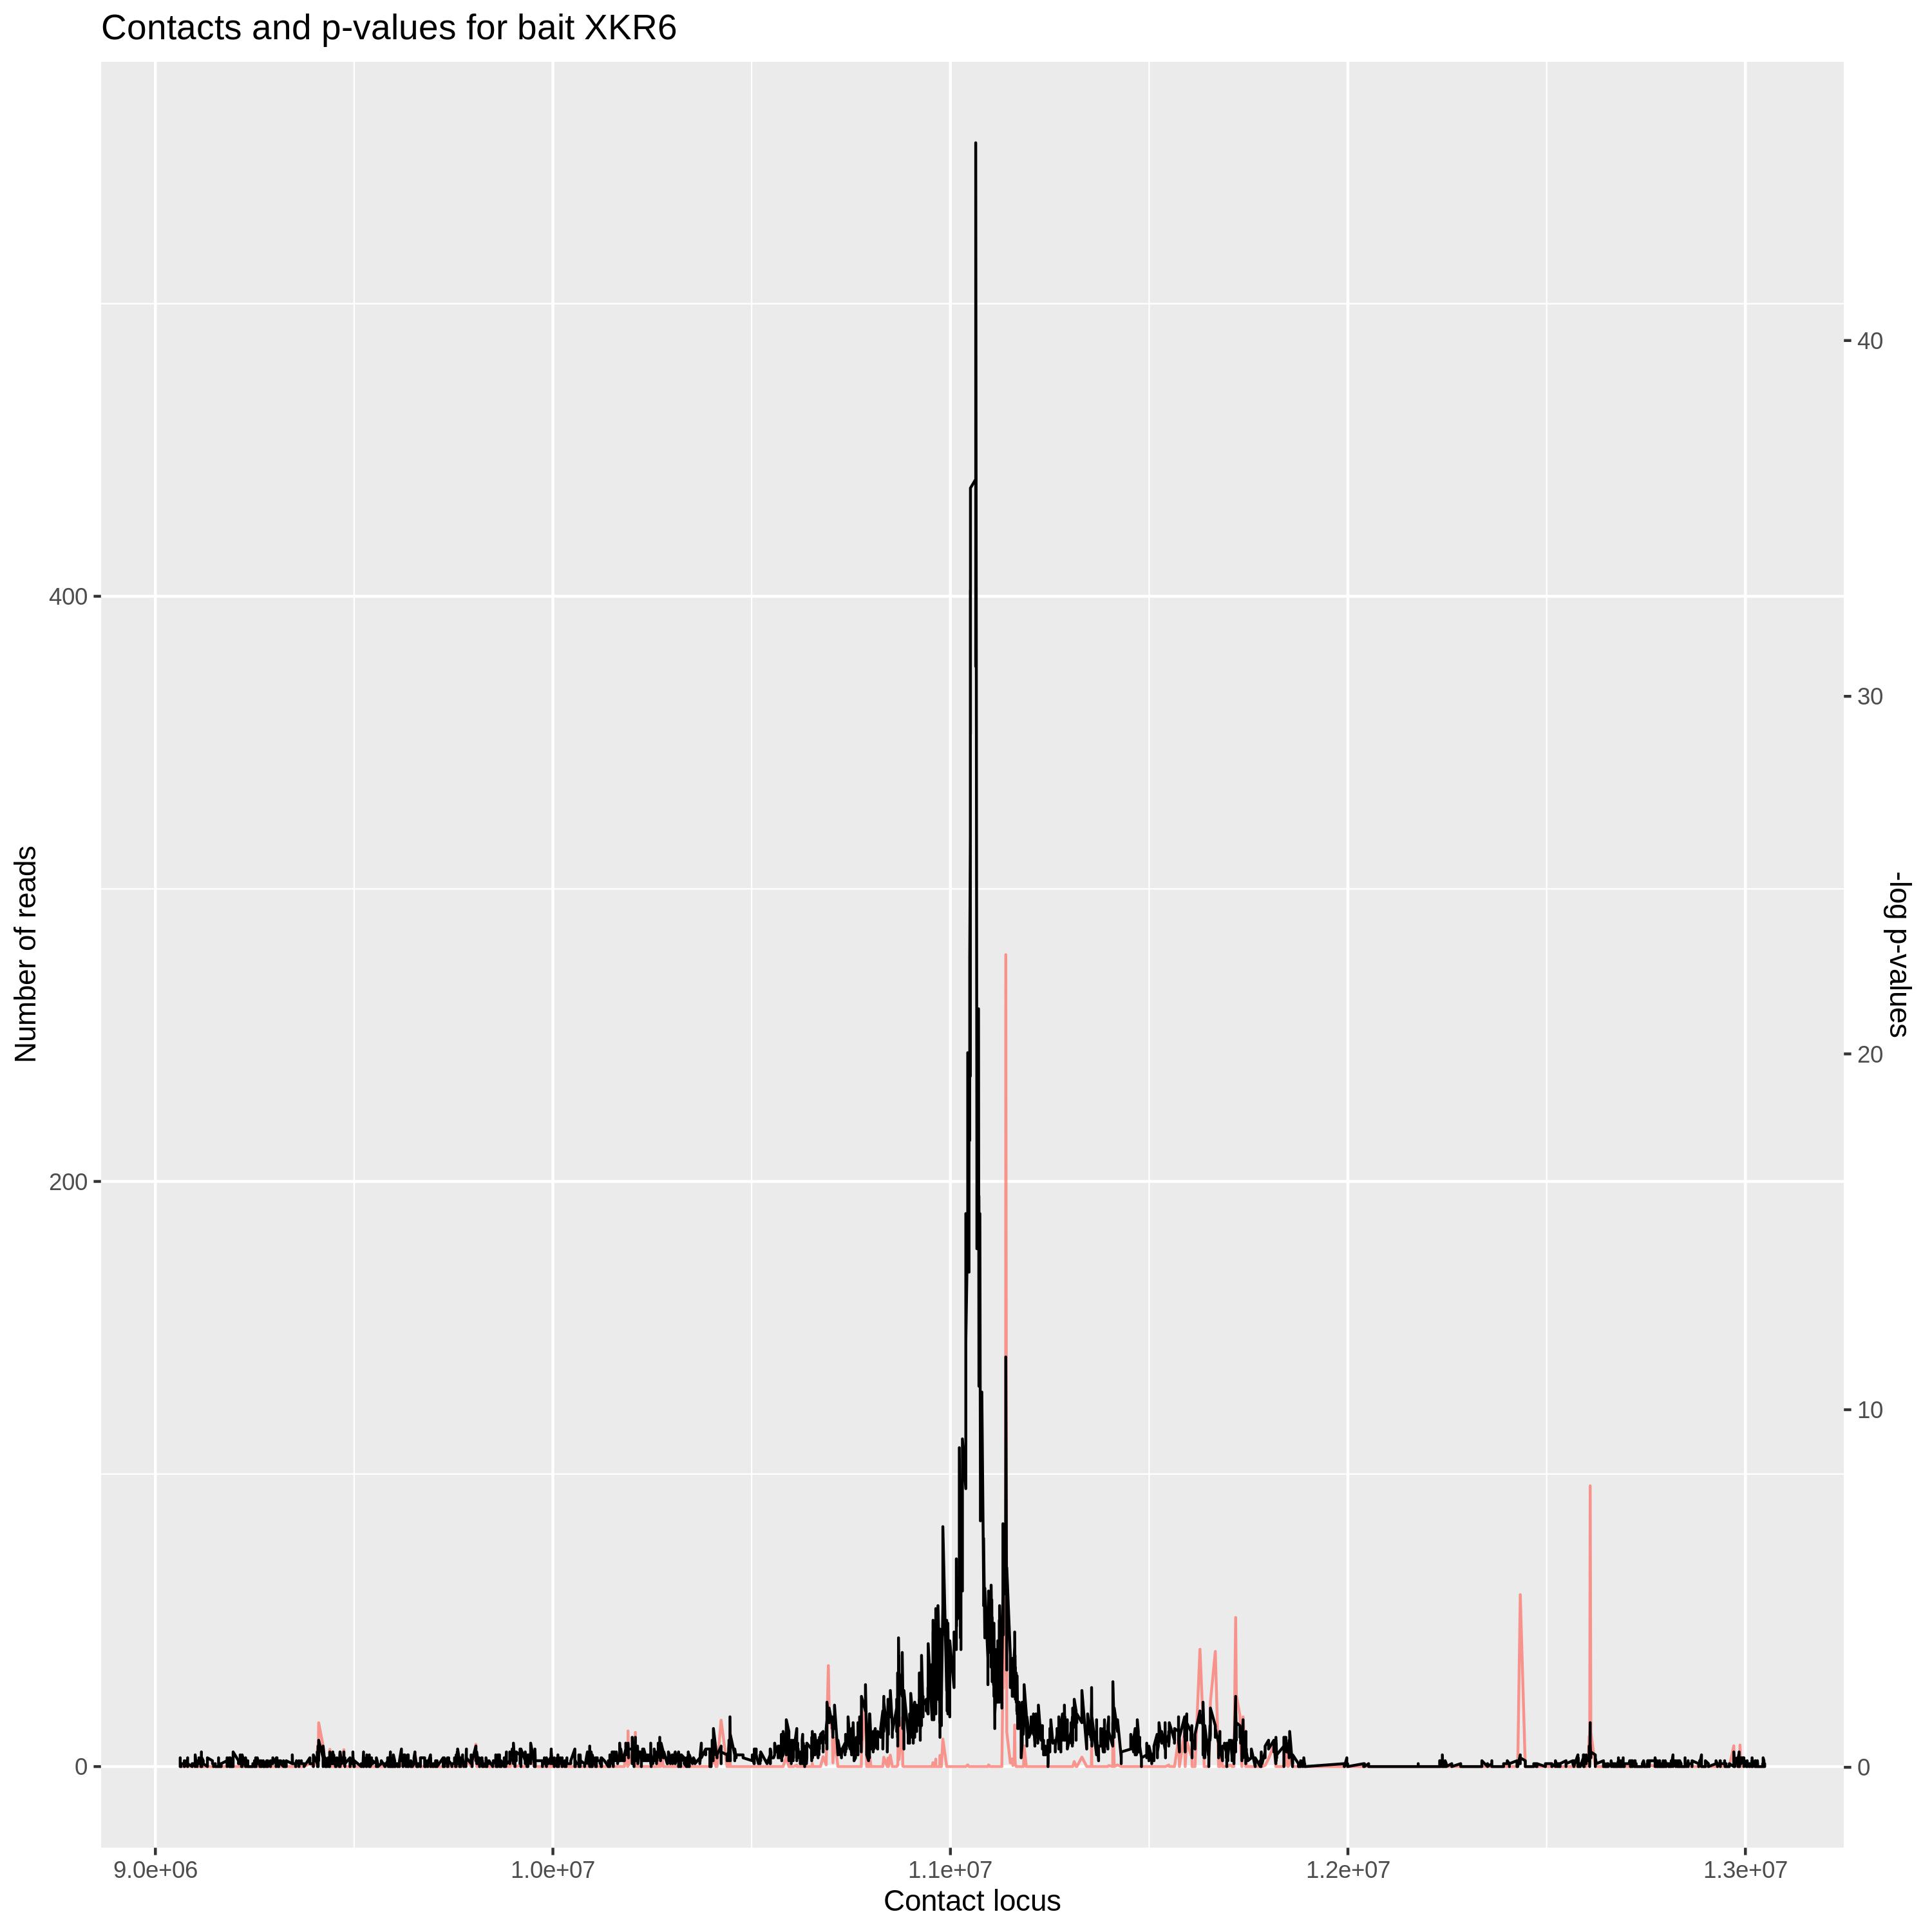 Contacts and p-values for bait XKR6
Number of reads
400
200
0
40
30
20
10
0
-log p-values
9.0e+06
1.0e+07
1.1e+07
1.2e+07
1.3e+07
Contact locus